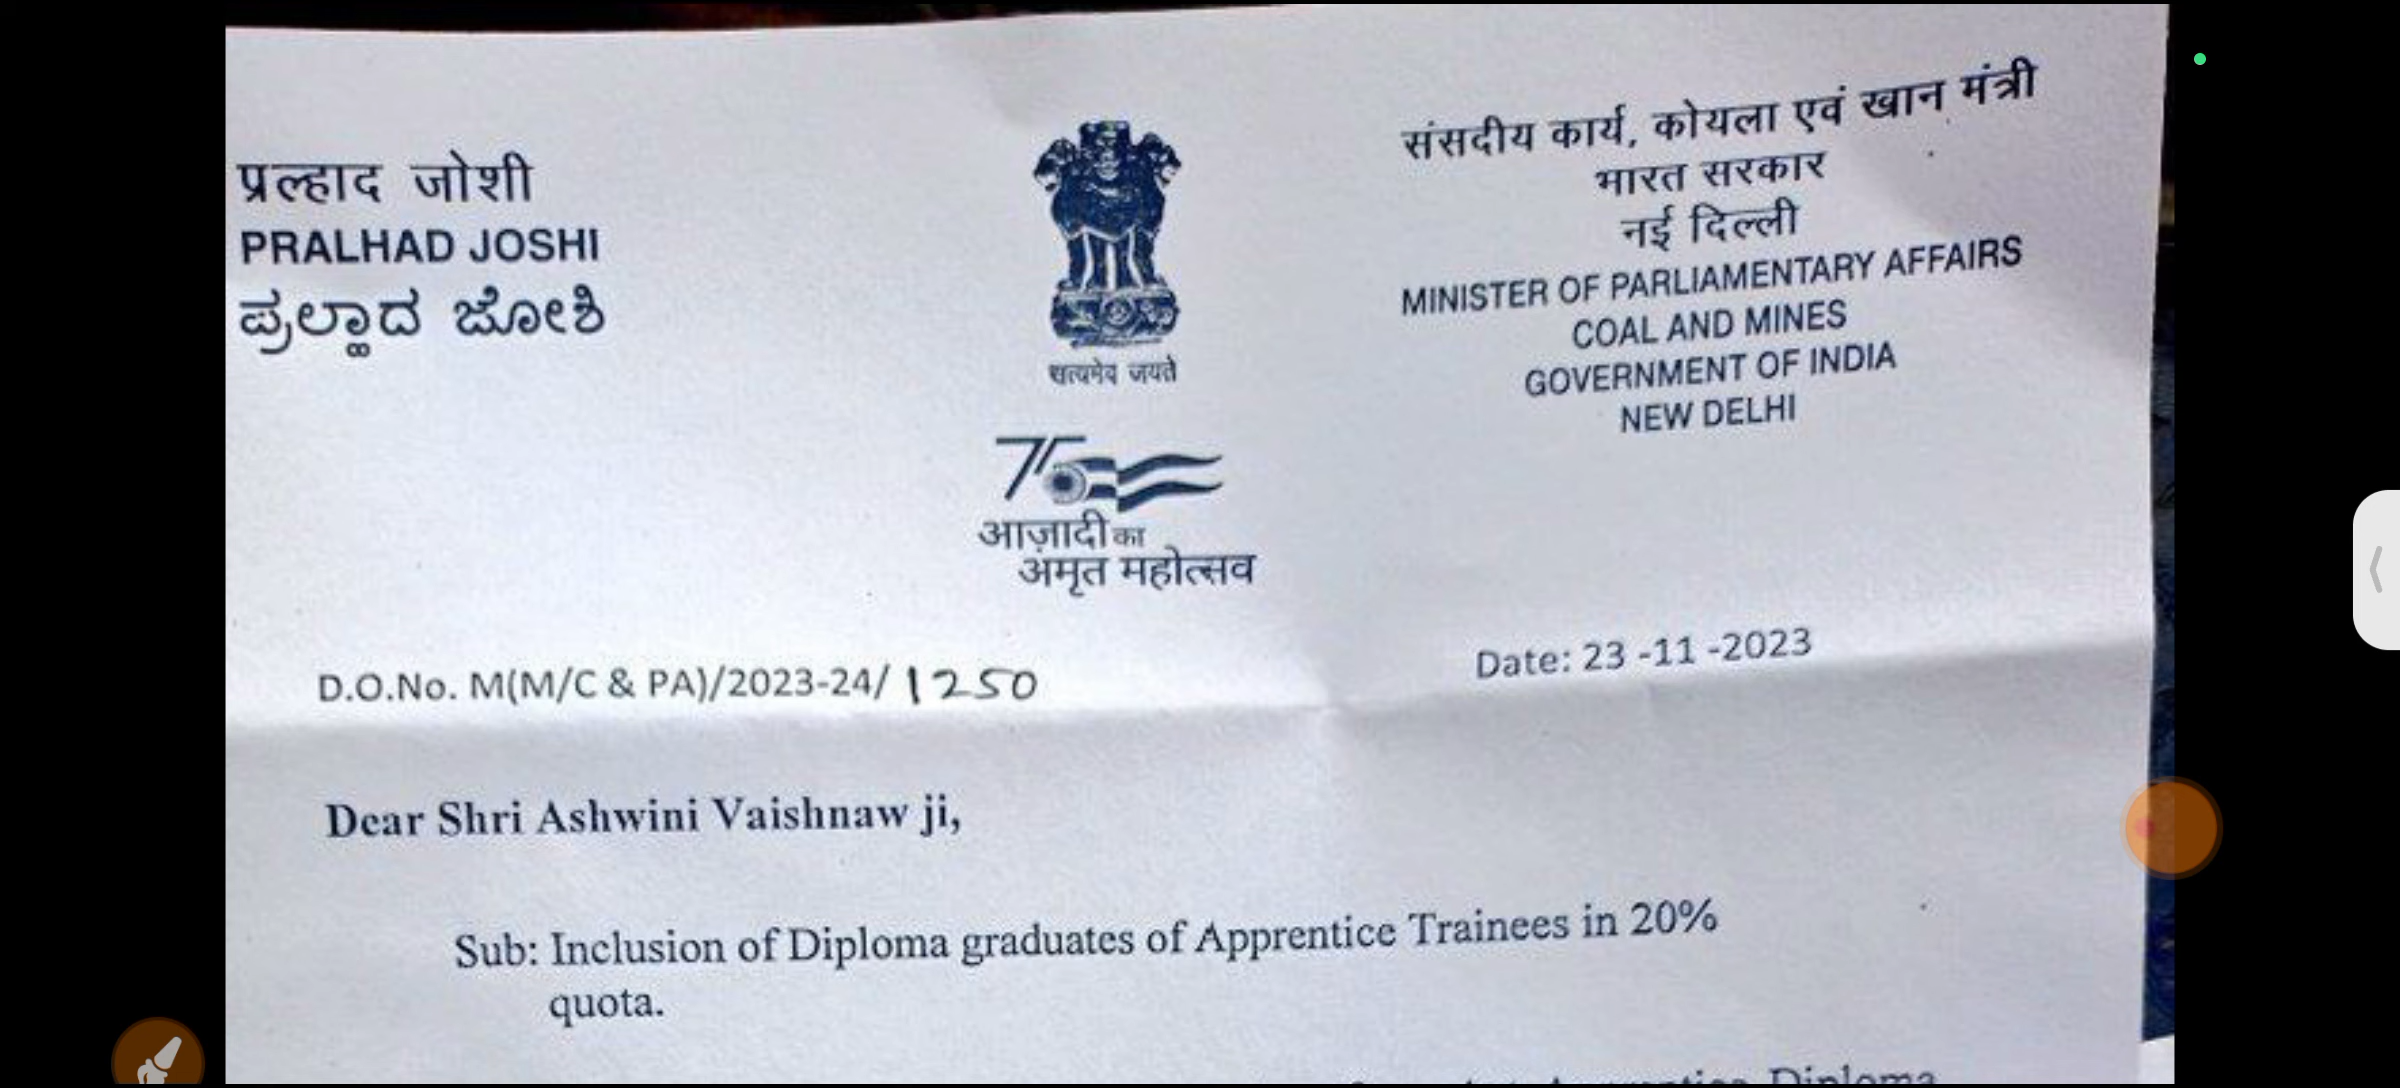 प्रल्हाद जोशी
PRALHAD JOSHI
ಪ್ರಲ್ಹಾದ ಜೋಶಿ
सत्यमेव जयते
75
आज़ादी का
अमृत महोत्सव
संसदीय कार्य, कोयला एवं खान मंत्री
भारत सरकार
नई दिल्ली
MINISTER OF PARLIAMENTARY AFFAIRS
COAL AND MINES
GOVERNMENT OF INDIA
NEW DELHI
D.O.No. M(M/C & PA)/2023-24/ 1250
Date: 23 -11 -2023
Dear Shri Ashwini Vaishnaw ji,
Sub: Inclusion of Diploma graduates of Apprentice Trainees in 20%
quota.
Diploma